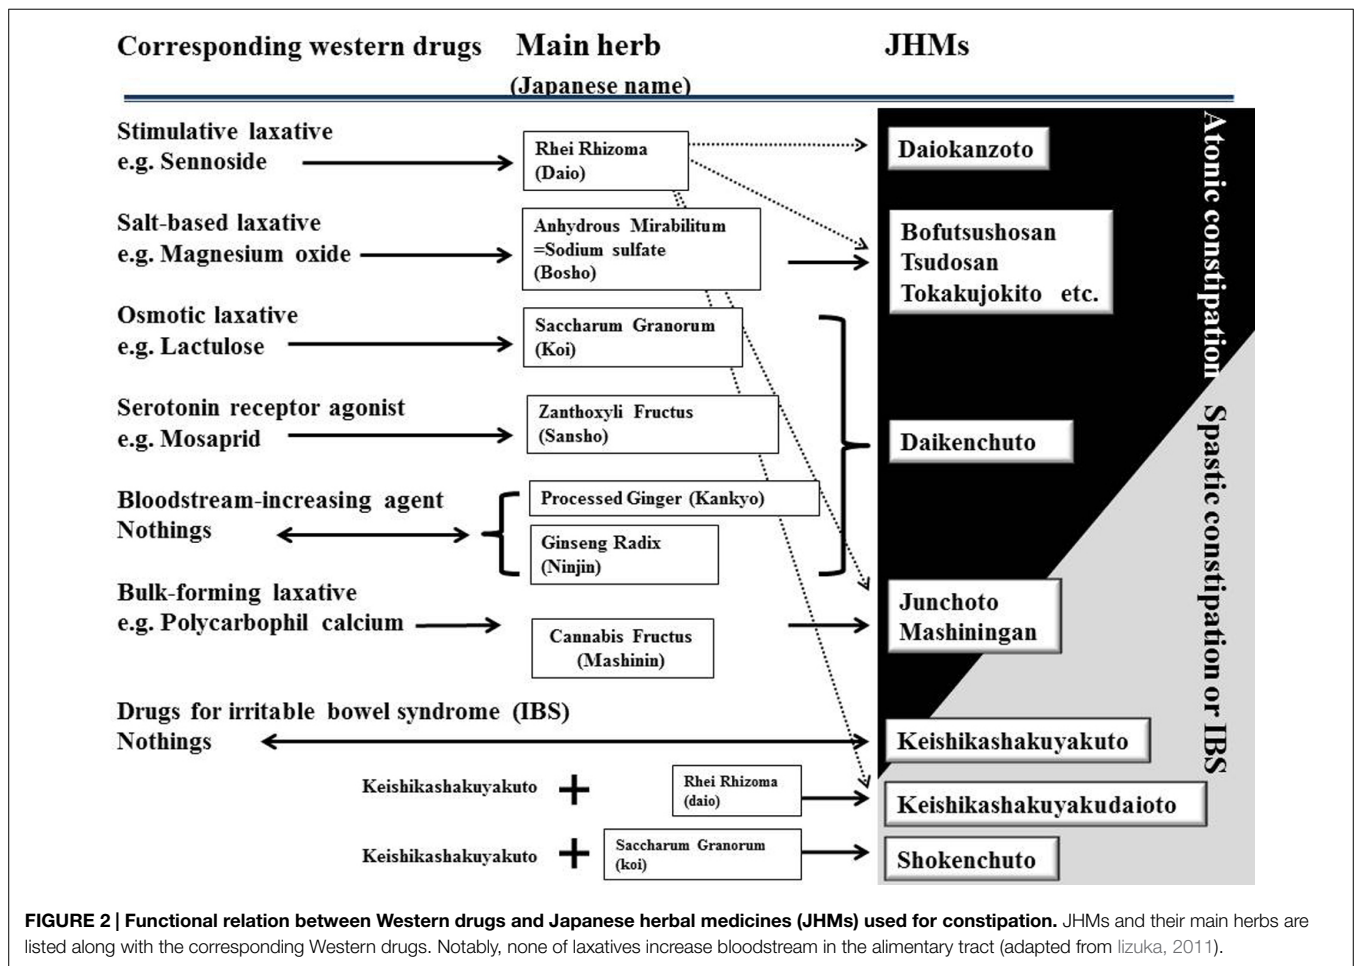 Corresponding western drugs Main herb JHMs
(Japanese name)
Stimulative laxative
e.g. Sennoside
Rhei Rhizoma
(Daio)
Daiokanzoto
Salt-based laxative
e.g. Magnesium oxide
Anhydrous Mirabilitum
=Sodium sulfate
(Bosho)
Bofutsushosan
Tsudosan
Tokakujokito etc.
Osmotic laxative
e.g. Lactulose
Saccharum Granorum
(Koi)
Serotonin receptor agonist
e.g. Mosaprid
Zanthoxyli Fructus
(Sansho)
Daikenchuto
Bloodstream-increasing agent
Nothings
Processed Ginger (Kankyo)
Ginseng Radix
(Ninjin)
Bulk-forming laxative
e.g. Polycarbophil calcium
Cannabis Fructus
(Mashinin)
Junchoto
Mashiningan
Drugs for irritable bowel syndrome (IBS)
Nothings
Keishikashakuyakuto
Keishikashakuyakuto + Rhei Rhizoma
(daio)
Keishikashakuyakudaioto
Keishikashakuyakuto + Saccharum Granorum
(koi)
Shokenchuto
Atonic constipation
Spastic constipation or IBS
FIGURE 2 | Functional relation between Western drugs and Japanese herbal medicines (JHMs) used for constipation. JHMs and their main herbs are
listed along with the corresponding Western drugs. Notably, none of laxatives increase bloodstream in the alimentary tract (adapted from Iizuka, 2011).